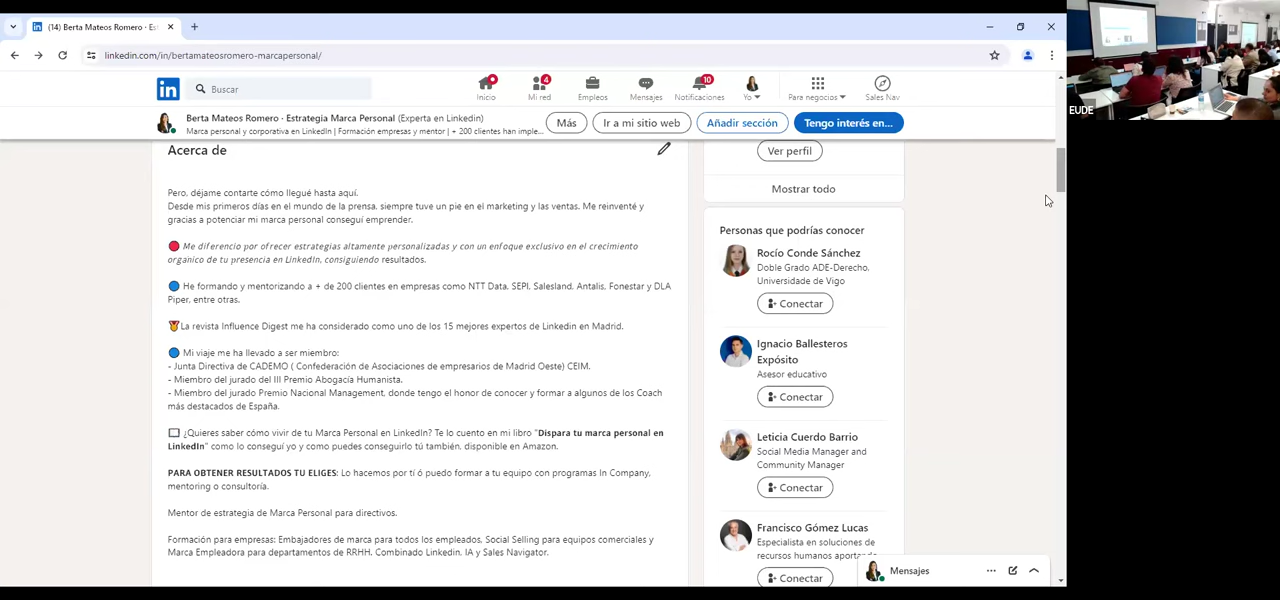 (14) Berta Mateos Romero · Es
linkedin.com/in/bertamateosromero-marcapersonal/
EUDE
in
Buscar
Inicio
4
Mi red
Empleos
Mensajes
10
Notificaciones
Yo
Para negocios
Sales Nav
Berta Mateos Romero · Estrategia Marca Personal (Experta en Linkedin)
Marca personal y corporativa en LinkedIn | Formación empresas y mentor | + 200 clientes han imple...
Más
Ir a mi sitio web
Añadir sección
Tengo interés en...
Acerca de
Pero, déjame contarte cómo llegué hasta aquí.
Desde mis primeros días en el mundo de la prensa, siempre tuve un pie en el marketing y las ventas. Me reinventé y
gracias a potenciar mi marca personal conseguí emprender.
🔴 Me diferencio por ofrecer estrategias altamente personalizadas y con un enfoque exclusivo en el crecimiento
organico de tu presencia en Linkedin, consiguiendo resultados.
🔵 He formando y mentorizando a + de 200 clientes en empresas como NTT Data, SEPI, Salesland, Antalis, Fonestar y DLA
Piper, entre otras.
🏅La revista Influence Digest me ha considerado como uno de los 15 mejores expertos de Linkedin en Madrid.
🔵 Mi viaje me ha llevado a ser miembro:
- Junta Directiva de CADEMO ( Confederación de Asociaciones de empresarios de Madrid Oeste) CEIM.
- Miembro del jurado del III Premio Abogacía Humanista.
- Miembro del jurado Premio Nacional Management, donde tengo el honor de conocer y formar a algunos de los Coach
más destacados de España.
¿Quieres saber cómo vivir de tu Marca Personal en LinkedIn? Te lo cuento en mi libro "Dispara tu marca personal en
LinkedIn" como lo conseguí yo y como puedes conseguirlo tú también, disponible en Amazon.
PARA OBTENER RESULTADOS TU ELIGES: Lo hacemos por tí ó puedo formar a tu equipo con programas In Company,
mentoring o consultoría.
Mentor de estrategia de Marca Personal para directivos.
Formación para empresas: Embajadores de marca para todos los empleados, Social Selling para equipos comerciales y
Marca Empleadora para departamentos de RRHH. Combinado Linkedin, IA y Sales Navigator.
Ver perfil
Mostrar todo
Personas que podrías conocer
Rocío Conde Sánchez
Doble Grado ADE-Derecho,
Universidade de Vigo
Conectar
Ignacio Ballesteros
Expósito
Asesor educativo
Conectar
Leticia Cuerdo Barrio
Social Media Manager and
Community Manager
Conectar
Francisco Gómez Lucas
Especialista en soluciones de
recursos humanos aportando
Conectar
Mensajes